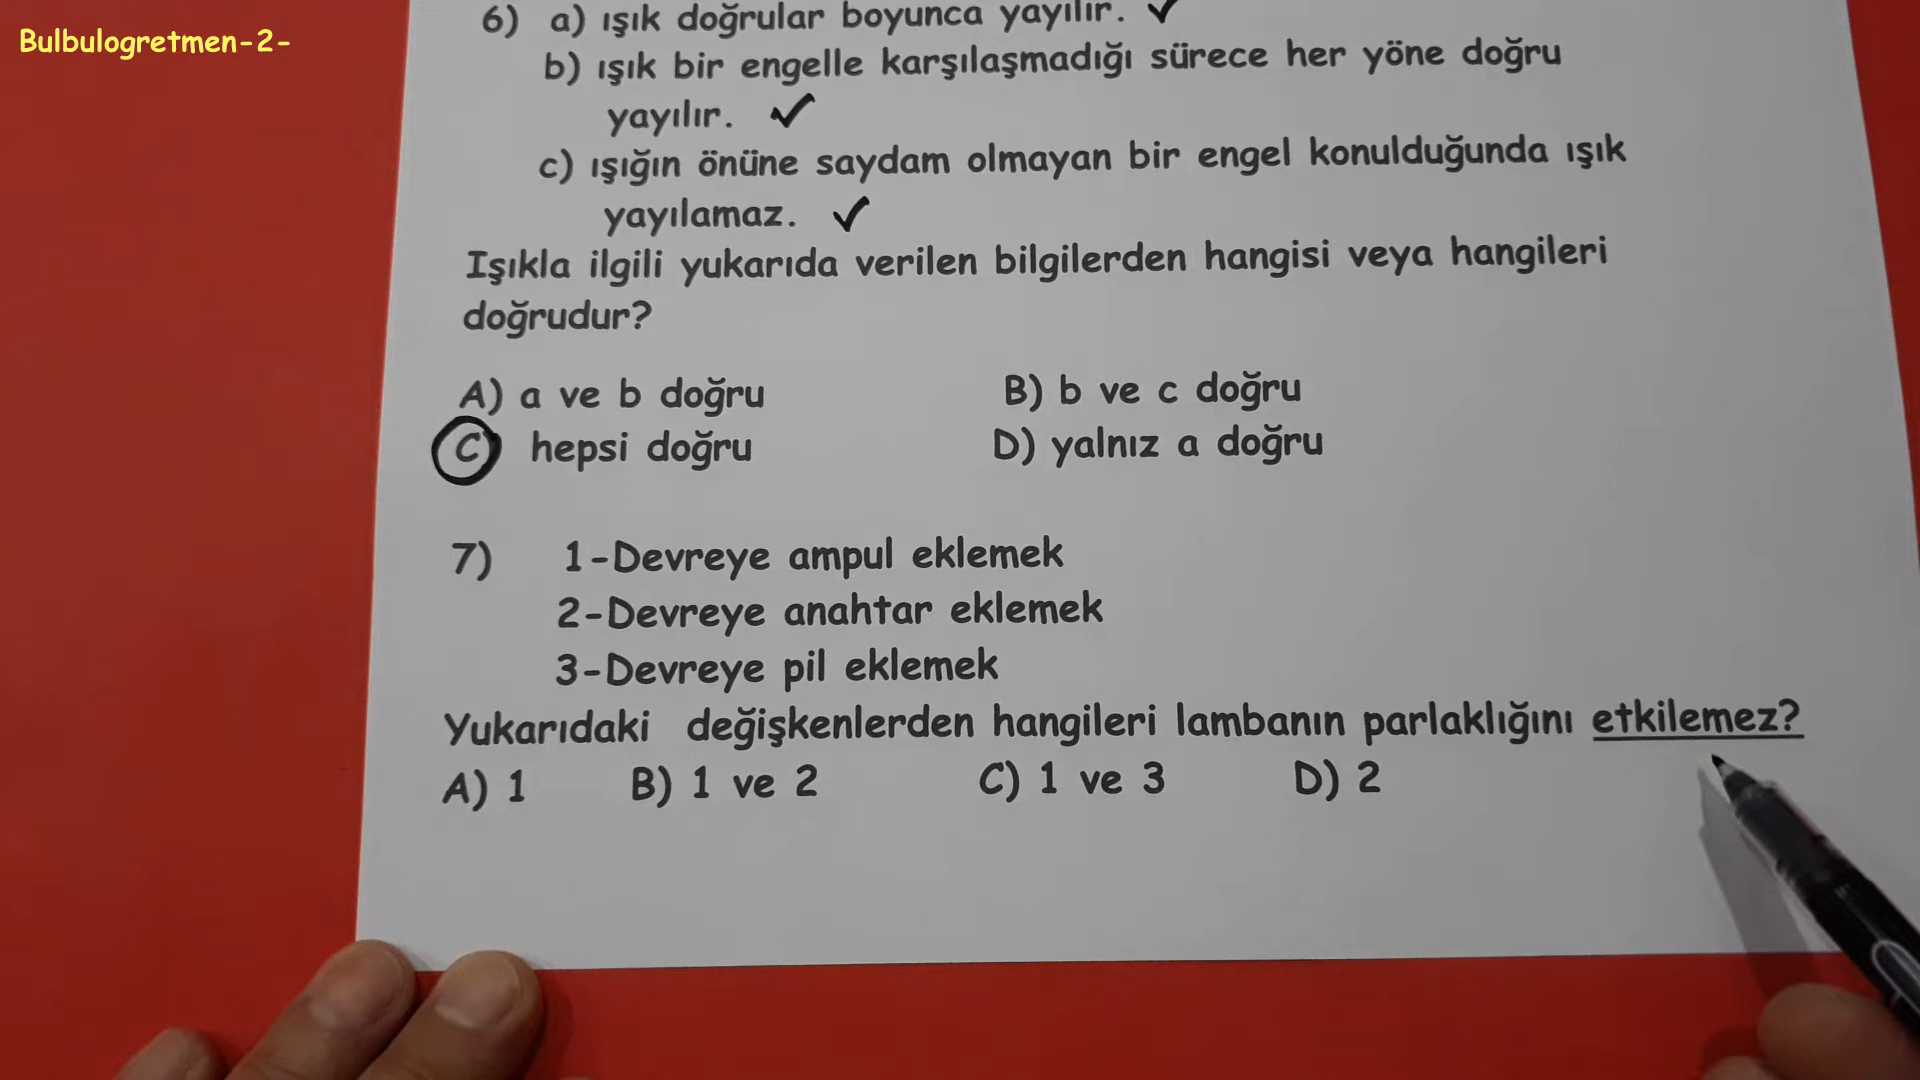 Bulbulogretmen-2-
6) a) ışık doğrular boyunca yayılır. ✓
b) ışık bir engelle karşılaşmadığı sürece her yöne doğru
yayılır. ✓
c) ışığın önüne saydam olmayan bir engel konulduğunda ışık
yayılamaz. ✓
Işıkla ilgili yukarıda verilen bilgilerden hangisi veya hangileri
doğrudur?
A) a ve b doğru B) b ve c doğru
C) hepsi doğru D) yalnız a doğru
7) 1-Devreye ampul eklemek
2-Devreye anahtar eklemek
3-Devreye pil eklemek
Yukarıdaki değişkenlerden hangileri lambanın parlaklığını etkilemez?
A) 1 B) 1 ve 2 C) 1 ve 3 D) 2